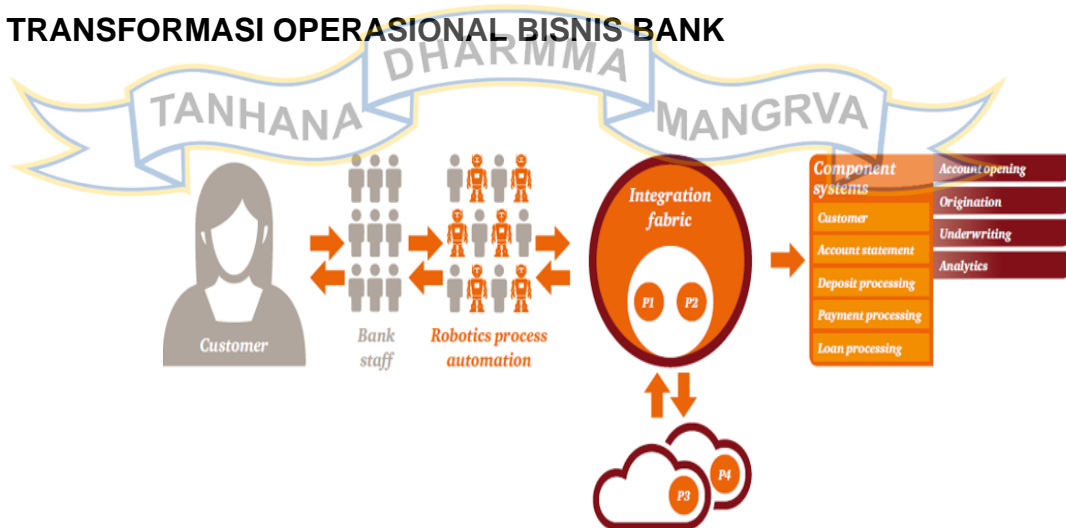 TRANSFORMASI OPERASIONAL BISNIS BANK
TANHANA DHARMMA MANGRVA
Customer
Bank
staff
Robotics process
automation
Integration
fabric
P1
P2
P3
P4
Component
systems
Customer
Account statement
Deposit processing
Payment processing
Loan processing
Account opening
Origination
Underwriting
Analytics